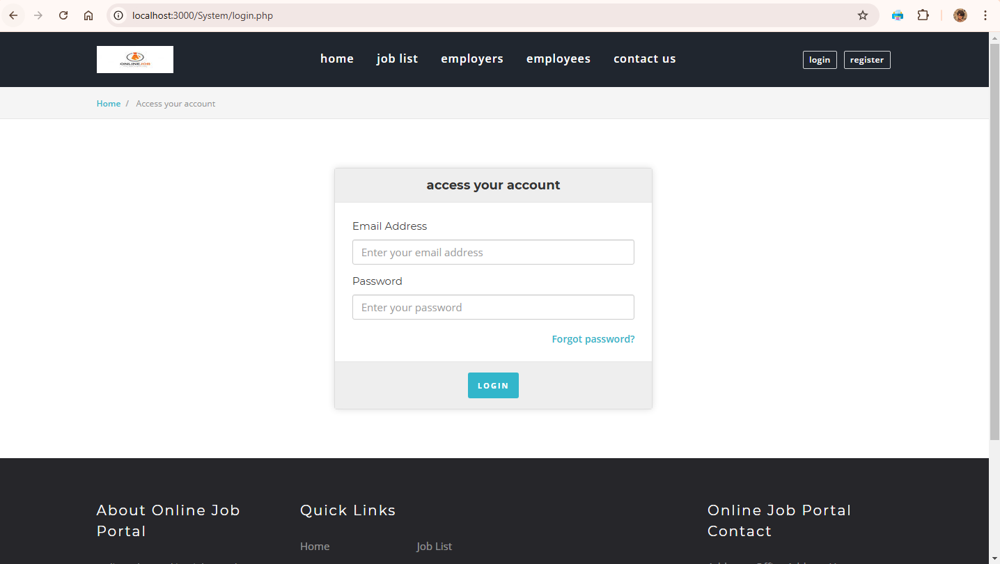 localhost:3000/System/login.php
ONLINEJOB
home job list employers employees contact us
login register
Home / Access your account
access your account
Email Address
Enter your email address
Password
Enter your password
Forgot password?
LOGIN
About Online Job Portal
Quick Links
Online Job Portal Contact
Home Job List